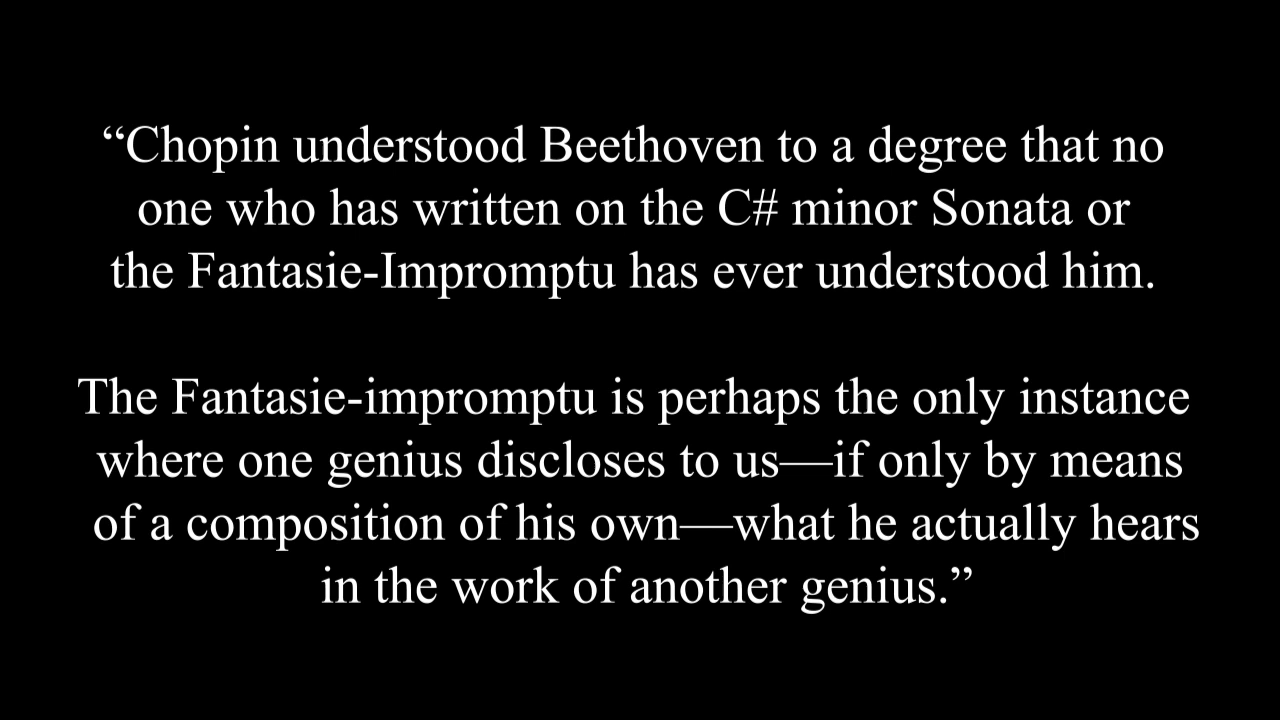 “Chopin understood Beethoven to a degree that no
one who has written on the C# minor Sonata or
the Fantasie-Impromptu has ever understood him.
The Fantasie-impromptu is perhaps the only instance
where one genius discloses to us—if only by means
of a composition of his own—what he actually hears
in the work of another genius.”